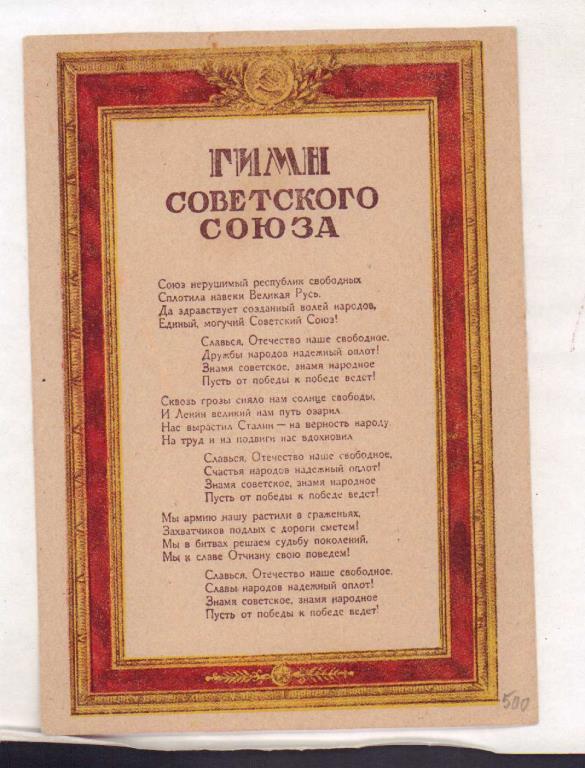 ГИМН
СОВЕТСКОГО
СОЮЗА
Союз нерушимый республик свободных
Сплотила навеки Великая Русь.
Да здравствует созданный волей народов,
Единый, могучий Советский Союз!
Славься, Отечество наше свободное,
Дружбы народов надежный оплот!
Знамя советское, знамя народное
Пусть от победы к победе ведет!
Сквозь грозы сияло нам солнце свободы,
И Ленин великий нам путь озарил
Нас вырастил Сталин — на верность народу
На труд и на подвиги нас вдохновил
Славься, Отечество наше свободное,
Счастья народов надежный оплот!
Знамя советское, знамя народное
Пусть от победы к победе ведет!
Мы армию нашу растили в сраженьях,
Захватчиков подлых с дороги сметем!
Мы в битвах решаем судьбу поколений,
Мы к славе Отчизну свою поведем!
Славься, Отечество наше свободное,
Славы народов надежный оплот!
Знамя советское, знамя народное
Пусть от победы к победе ведет!
500